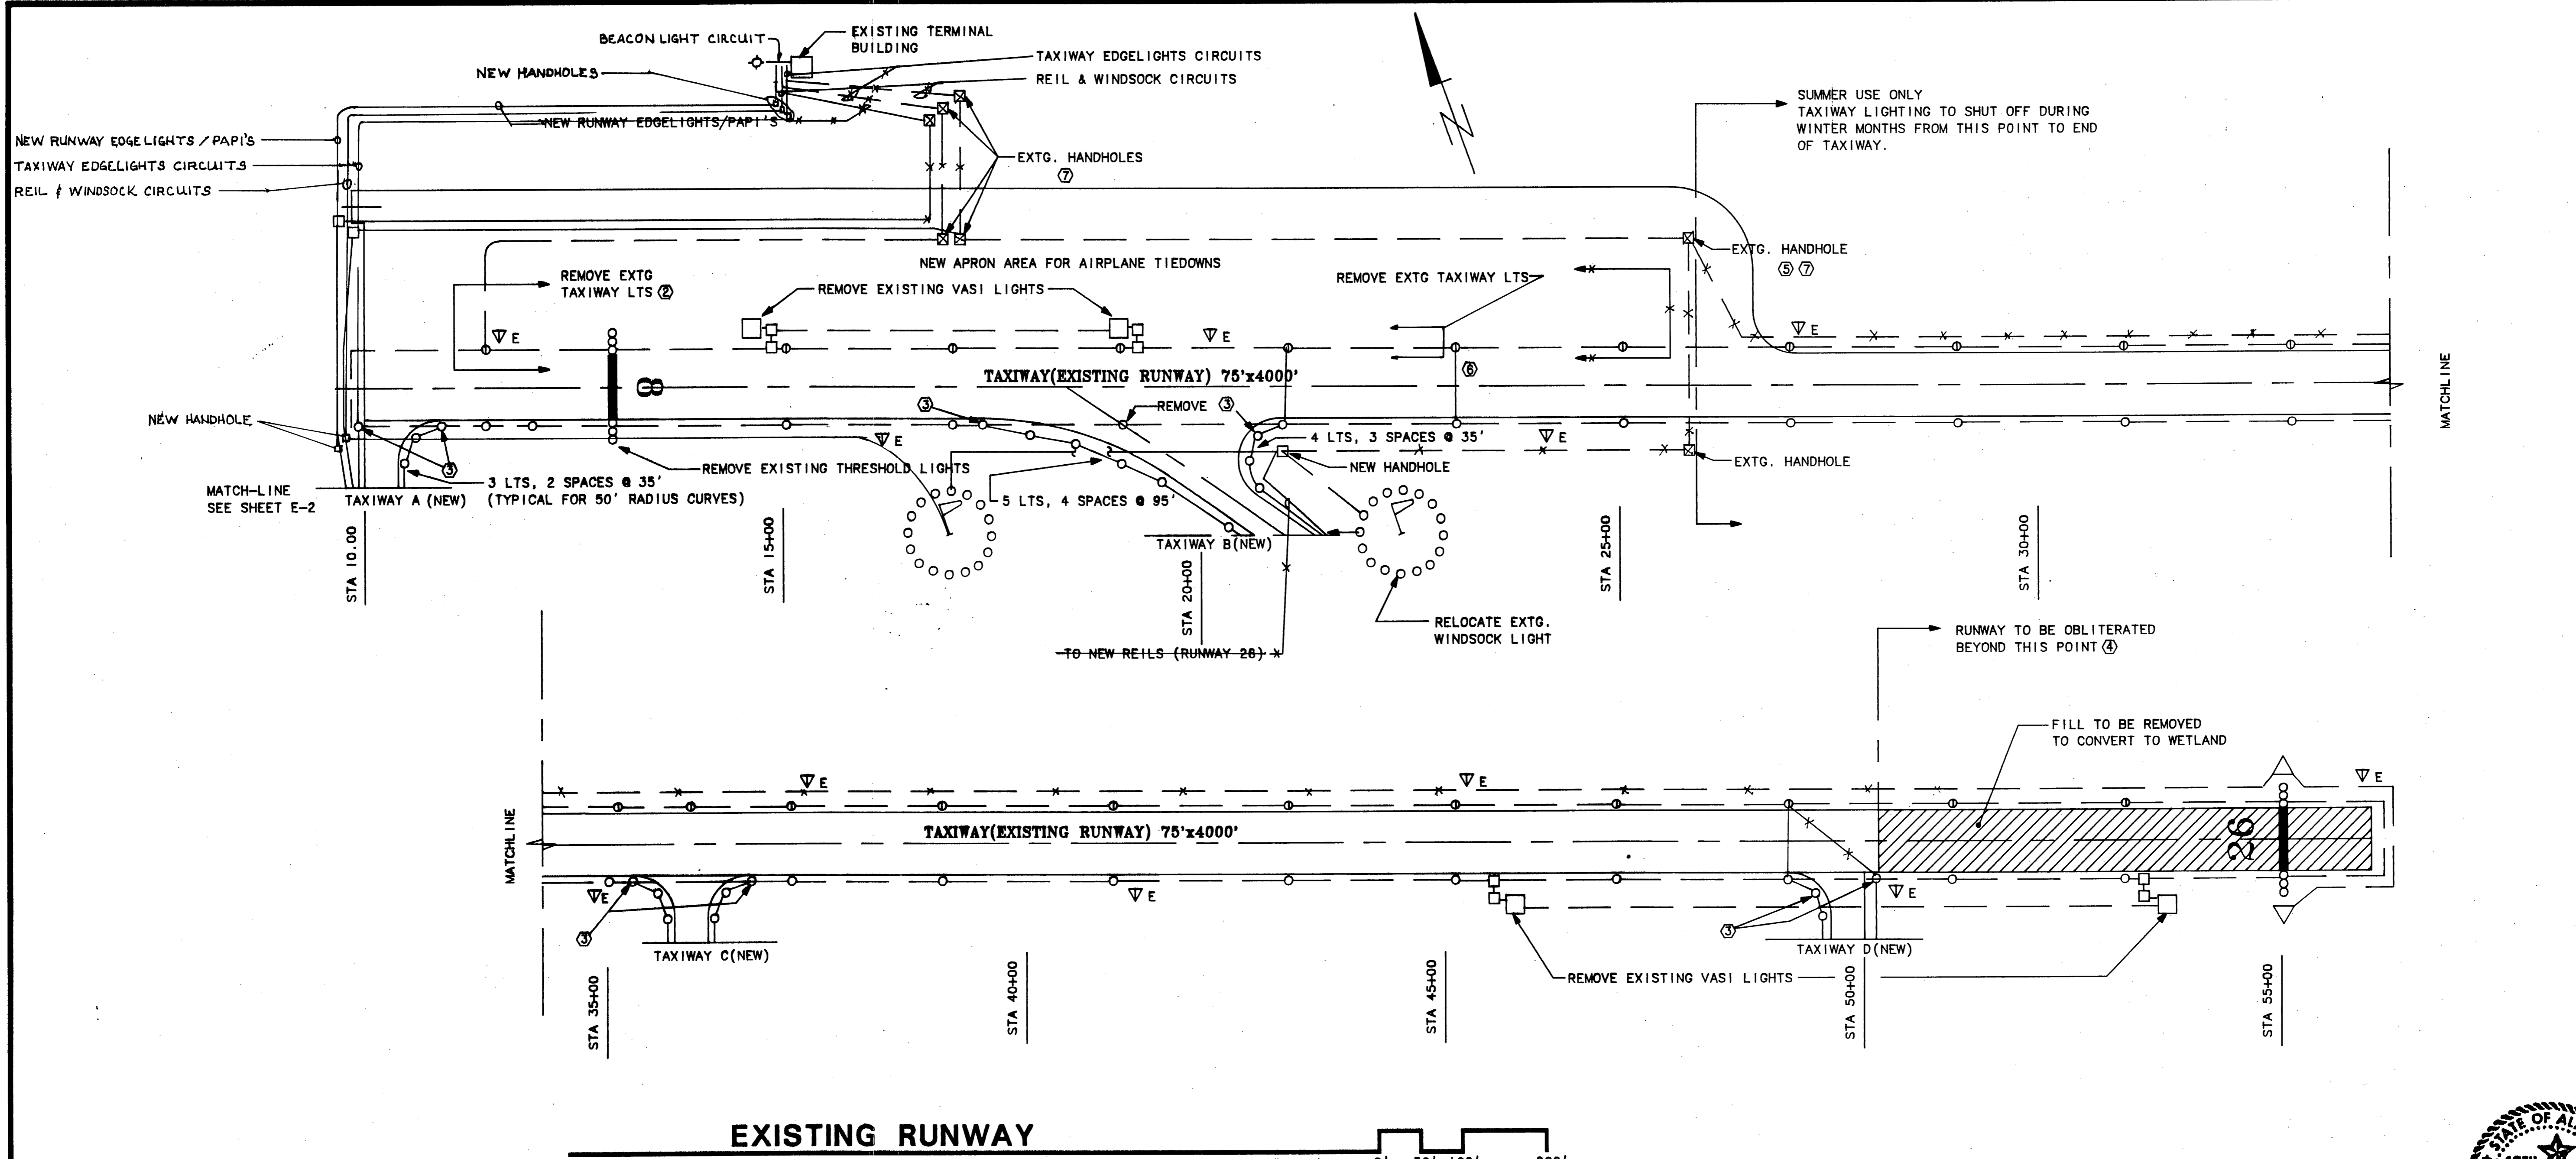 BEACON LIGHT CIRCUIT
EXISTING TERMINAL
BUILDING
NEW HANDHOLES
TAXIWAY EDGELIGHTS CIRCUITS
REIL & WINDSOCK CIRCUITS
NEW RUNWAY EDGELIGHTS/PAPI'S
NEW RUNWAY EDGELIGHTS/PAPI'S
TAXIWAY EDGELIGHTS CIRCUITS
REIL & WINDSOCK CIRCUITS
EXTG. HANDHOLES
7
SUMMER USE ONLY
TAXIWAY LIGHTING TO SHUT OFF DURING
WINTER MONTHS FROM THIS POINT TO END
OF TAXIWAY.
EXTG. HANDHOLE
5 7
NEW APRON AREA FOR AIRPLANE TIEDOWNS
REMOVE EXTG
TAXIWAY LTS 2
REMOVE EXISTING VASI LIGHTS
REMOVE EXTG TAXIWAY LTS
E
E
E
8
TAXIWAY(EXISTING RUNWAY) 75'x4000'
6
MATCHLINE
NEW HANDHOLE
3
REMOVE 3
E
4 LTS, 3 SPACES @ 35'
E
3
REMOVE EXISTING THRESHOLD LIGHTS
NEW HANDHOLE
EXTG. HANDHOLE
3 LTS, 2 SPACES @ 35'
(TYPICAL FOR 50' RADIUS CURVES)
5 LTS, 4 SPACES @ 95'
MATCH-LINE
SEE SHEET E-2
TAXIWAY A (NEW)
TAXIWAY B(NEW)
STA 10.00
STA 15+00
STA 20+00
STA 25+00
STA 30+00
RELOCATE EXTG.
WINDSOCK LIGHT
TO NEW REILS (RUNWAY 26)
RUNWAY TO BE OBLITERATED
BEYOND THIS POINT 4
FILL TO BE REMOVED
TO CONVERT TO WETLAND
E
E
E
MATCHLINE
TAXIWAY(EXISTING RUNWAY) 75'x4000'
26
E
E
E
3
3
TAXIWAY C(NEW)
TAXIWAY D(NEW)
REMOVE EXISTING VASI LIGHTS
STA 35+00
STA 40+00
STA 45+00
STA 50+00
STA 55+00
EXISTING RUNWAY
STATE OF AL